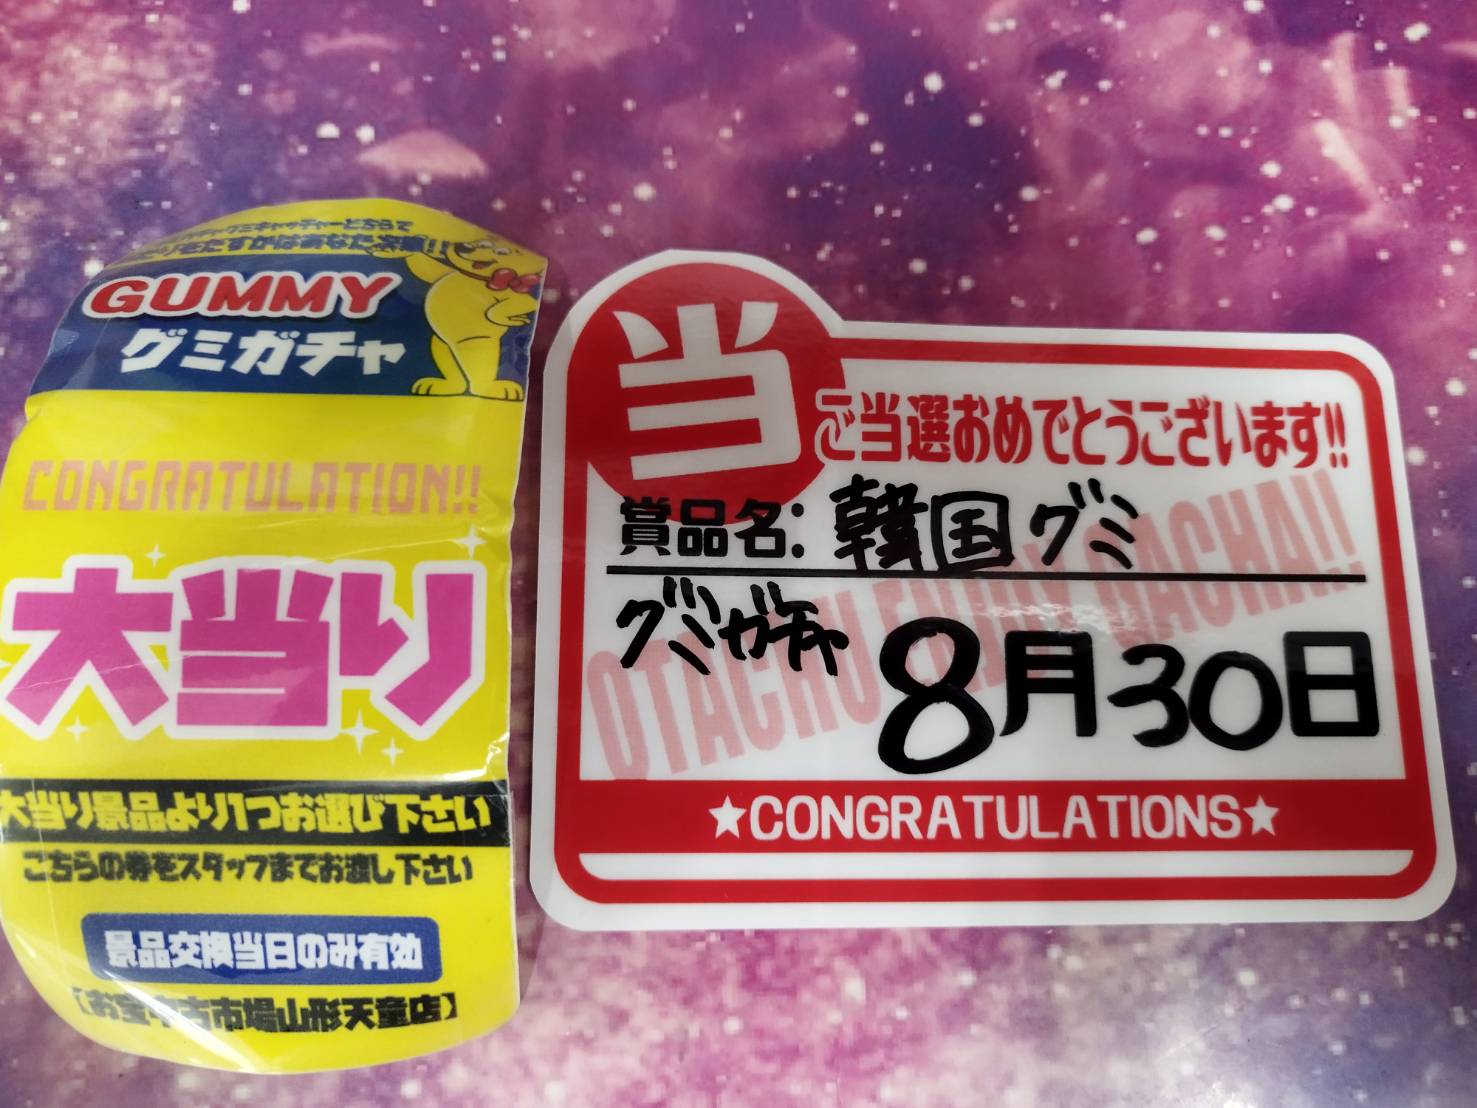 GUMMY
グミガチャ
CONGRATULATION!!
大当り
大当り景品より1つお選び下さい
こちらの券をスタッフまでお渡し下さい
景品交換当日のみ有効
【お宝中古市場山形天童店】
当
ご当選おめでとうございます!!
賞品名:韓国グミ
グミガチャ 8月30日
★CONGRATULATIONS★